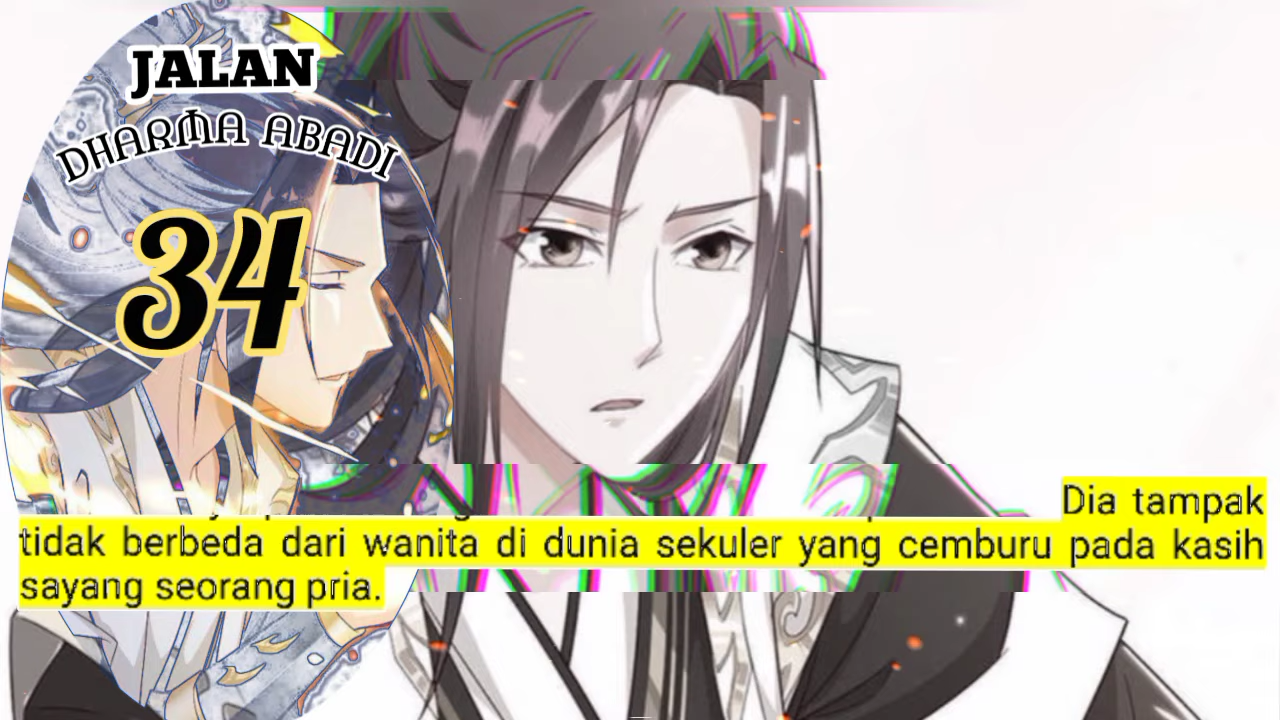 JALAN
DHARMA ABADI
34
Dia tampak
tidak berbeda dari wanita di dunia sekuler yang cemburu pada kasih
sayang seorang pria.